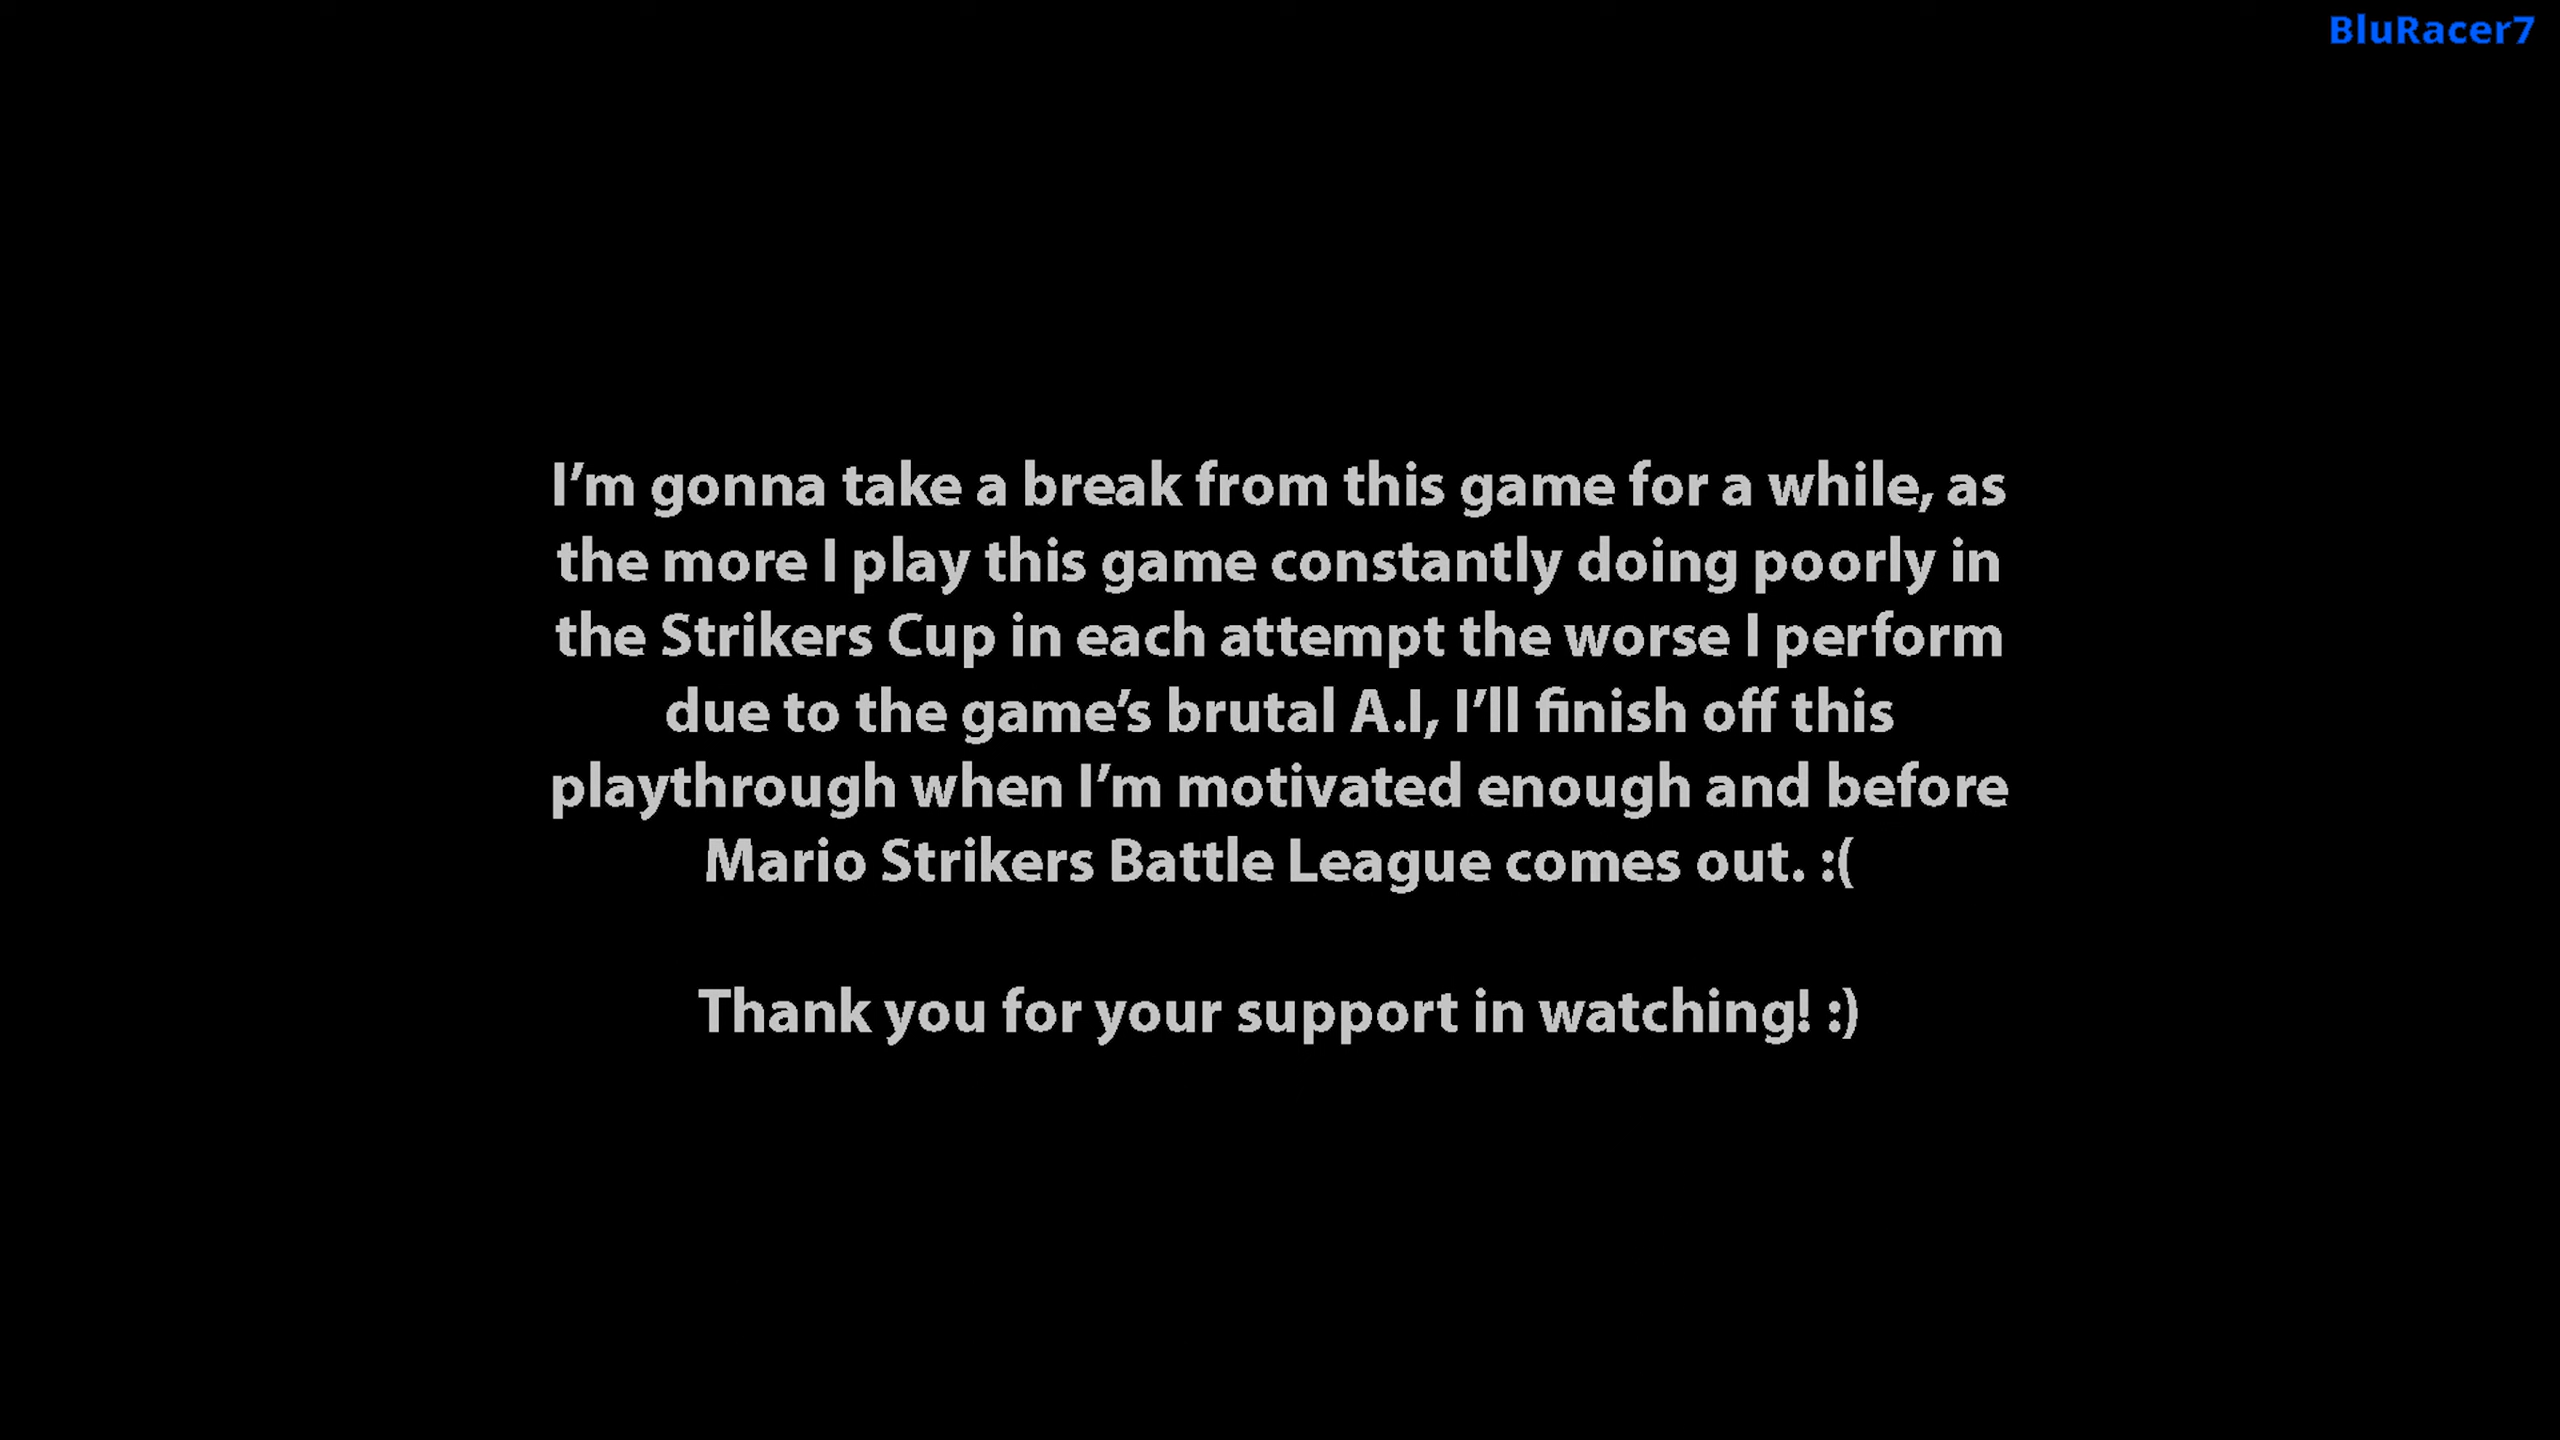 BluRacer7
I'm gonna take a break from this game for a while, as
the more I play this game constantly doing poorly in
the Strikers Cup in each attempt the worse I perform
due to the game's brutal A.I, I'll finish off this
playthrough when I'm motivated enough and before
Mario Strikers Battle League comes out. :(
Thank you for your support in watching! :)